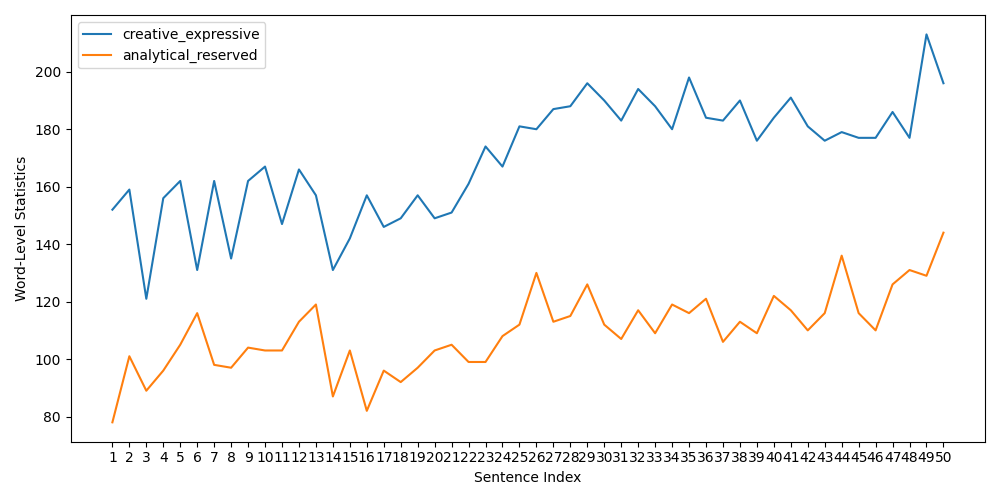 creative_expressive
analytical_reserved
200
180
160
140
120
100
80
Word-Level Statistics
1 2 3 4 5 6 7 8 9 10 11 12 13 14 15 16 17 18 19 20 21 22 23 24 25 26 27 28 29 30 31 32 33 34 35 36 37 38 39 40 41 42 43 44 45 46 47 48 49 50
Sentence Index